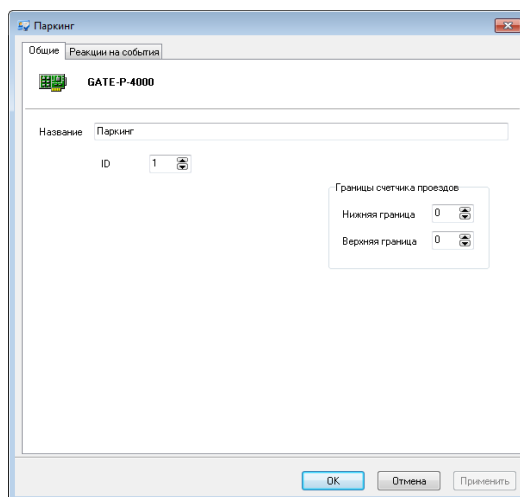 Паркинг
Общие Реакции на события
GATE-P-4000
Название Паркинг
ID 1
Границы счетчика проездов
Нижняя граница 0
Верхняя граница 0
OK Отмена Применить